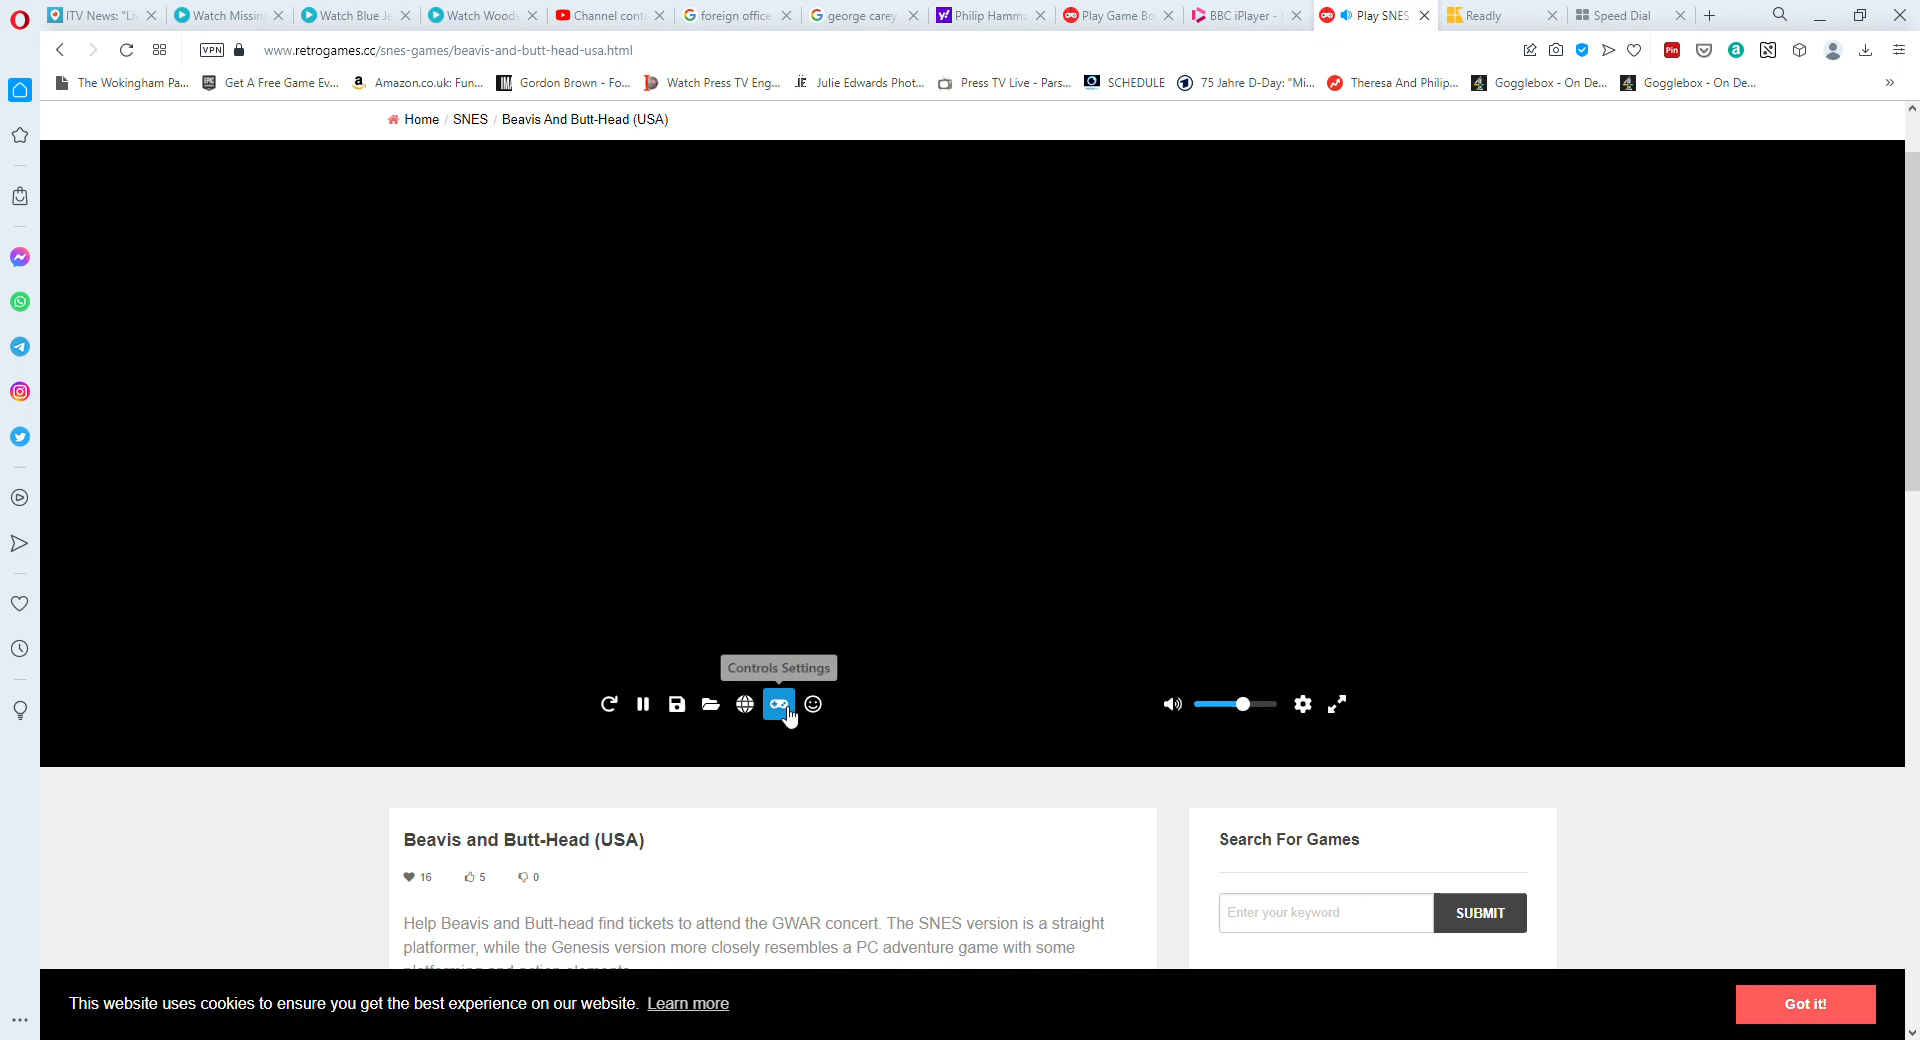 ITV News: "Li Watch Missin Watch Blue Je Watch Woods Channel cont foreign office george carey Philip Hammo Play Game Bo BBC iPlayer - Play SNES Readly Speed Dial
VPN www.retrogames.cc/snes-games/beavis-and-butt-head-usa.html Pin
The Wokingham Pa... Get A Free Game Ev... Amazon.co.uk: Fun... Gordon Brown - Fo... Watch Press TV Eng... Julie Edwards Phot... Press TV Live - Pars... SCHEDULE 75 Jahre D-Day: "Mi... Theresa And Philip... Gogglebox - On De... Gogglebox - On De...
Home / SNES / Beavis And Butt-Head (USA)
Controls Settings
Beavis and Butt-Head (USA)
16 5 0
Help Beavis and Butt-head find tickets to attend the GWAR concert. The SNES version is a straight
platformer, while the Genesis version more closely resembles a PC adventure game with some
Search For Games
Enter your keyword SUBMIT
This website uses cookies to ensure you get the best experience on our website. Learn more
Got it!